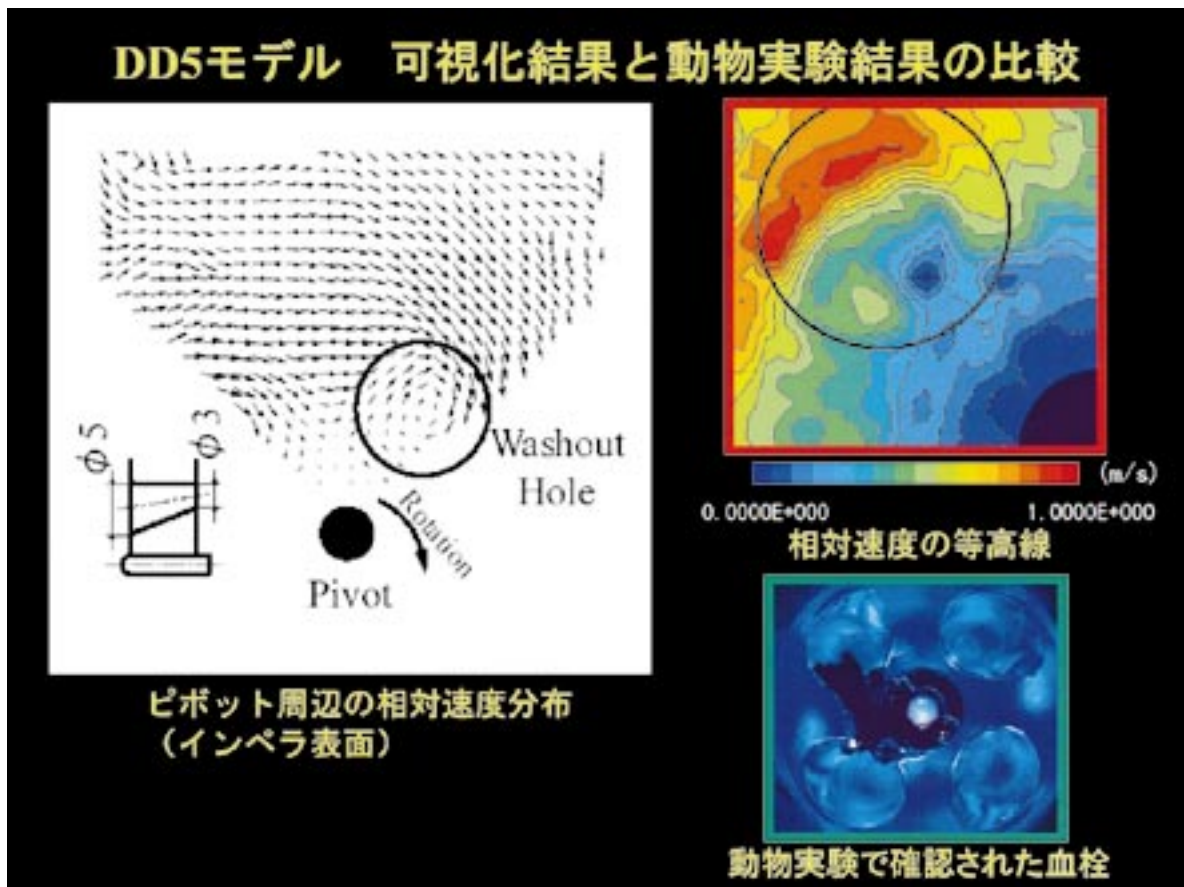 DD5モデル 可視化結果と動物実験結果の比較
φ5
φ3
Washout
Hole
Rotation
Pivot
ピボット周辺の相対速度分布
（インペラ表面）
(m/s)
0.0000E+000 1.0000E+000
相対速度の等高線
動物実験で確認された血栓